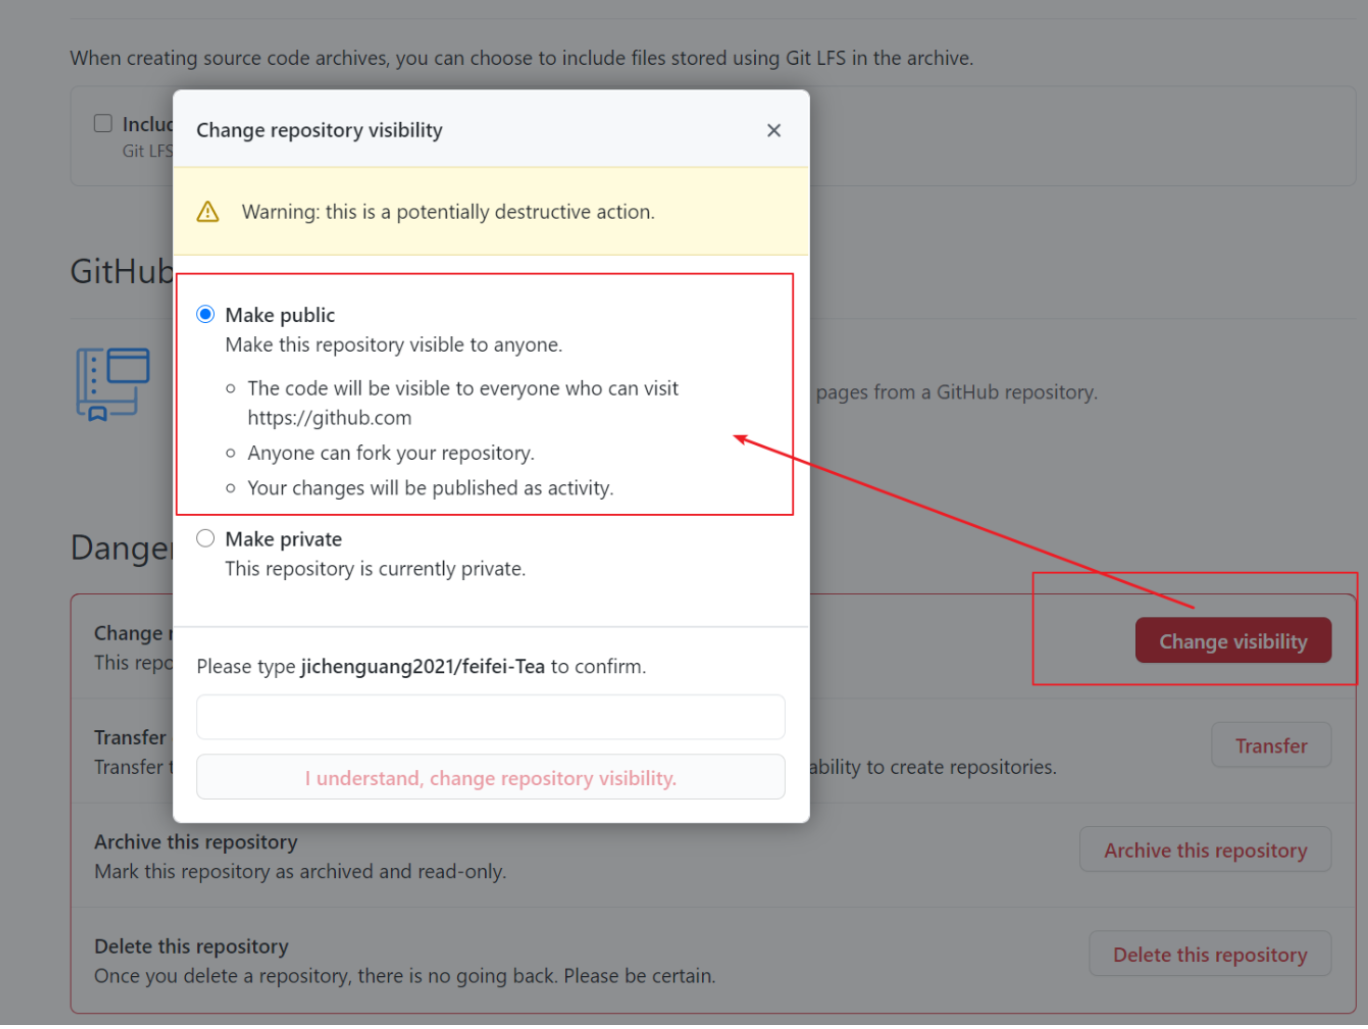 When creating source code archives, you can choose to include files stored using Git LFS in the archive.
Change repository visibility
Git LFS
Warning: this is a potentially destructive action.
GitHub
Make public
Make this repository visible to anyone.
The code will be visible to everyone who can visit
https://github.com
pages from a GitHub repository.
Anyone can fork your repository.
Your changes will be published as activity.
Make private
This repository is currently private.
Change
Change visibility
This
Please type jichenguang2021/feifei-Tea to confirm.
Transfer
Transfer
Transfer
ability to create repositories.
I understand, change repository visibility.
Archive this repository
Mark this repository as archived and read-only.
Archive this repository
Delete this repository
Once you delete a repository, there is no going back. Please be certain.
Delete this repository